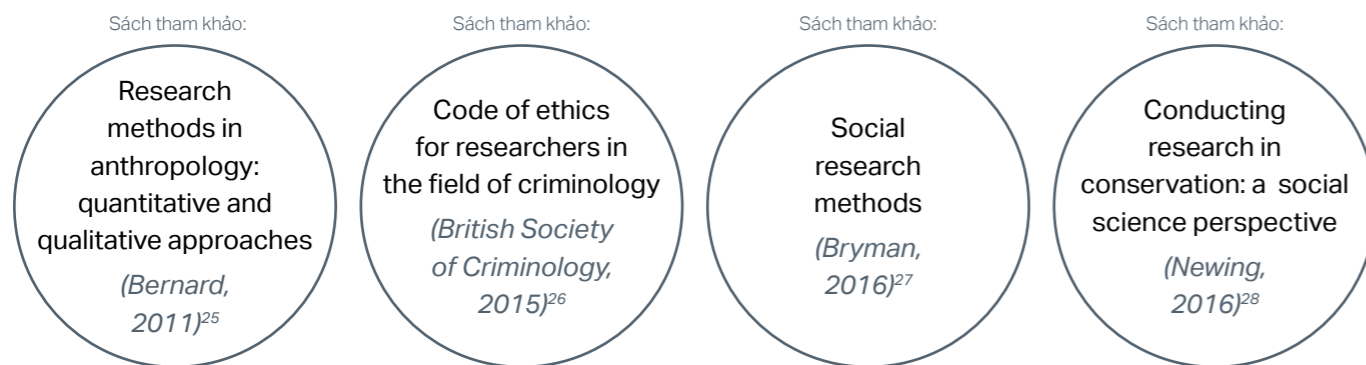 Sách tham khảo:
Research
methods in
anthropology:
quantitative and
qualitative approaches
(Bernard,
2011)25
Sách tham khảo:
Code of ethics
for researchers in
the field of criminology
(British Society
of Criminology,
2015)26
Sách tham khảo:
Social
research
methods
(Bryman,
2016)27
Sách tham khảo:
Conducting
research in
conservation: a social
science perspective
(Newing,
2016)28